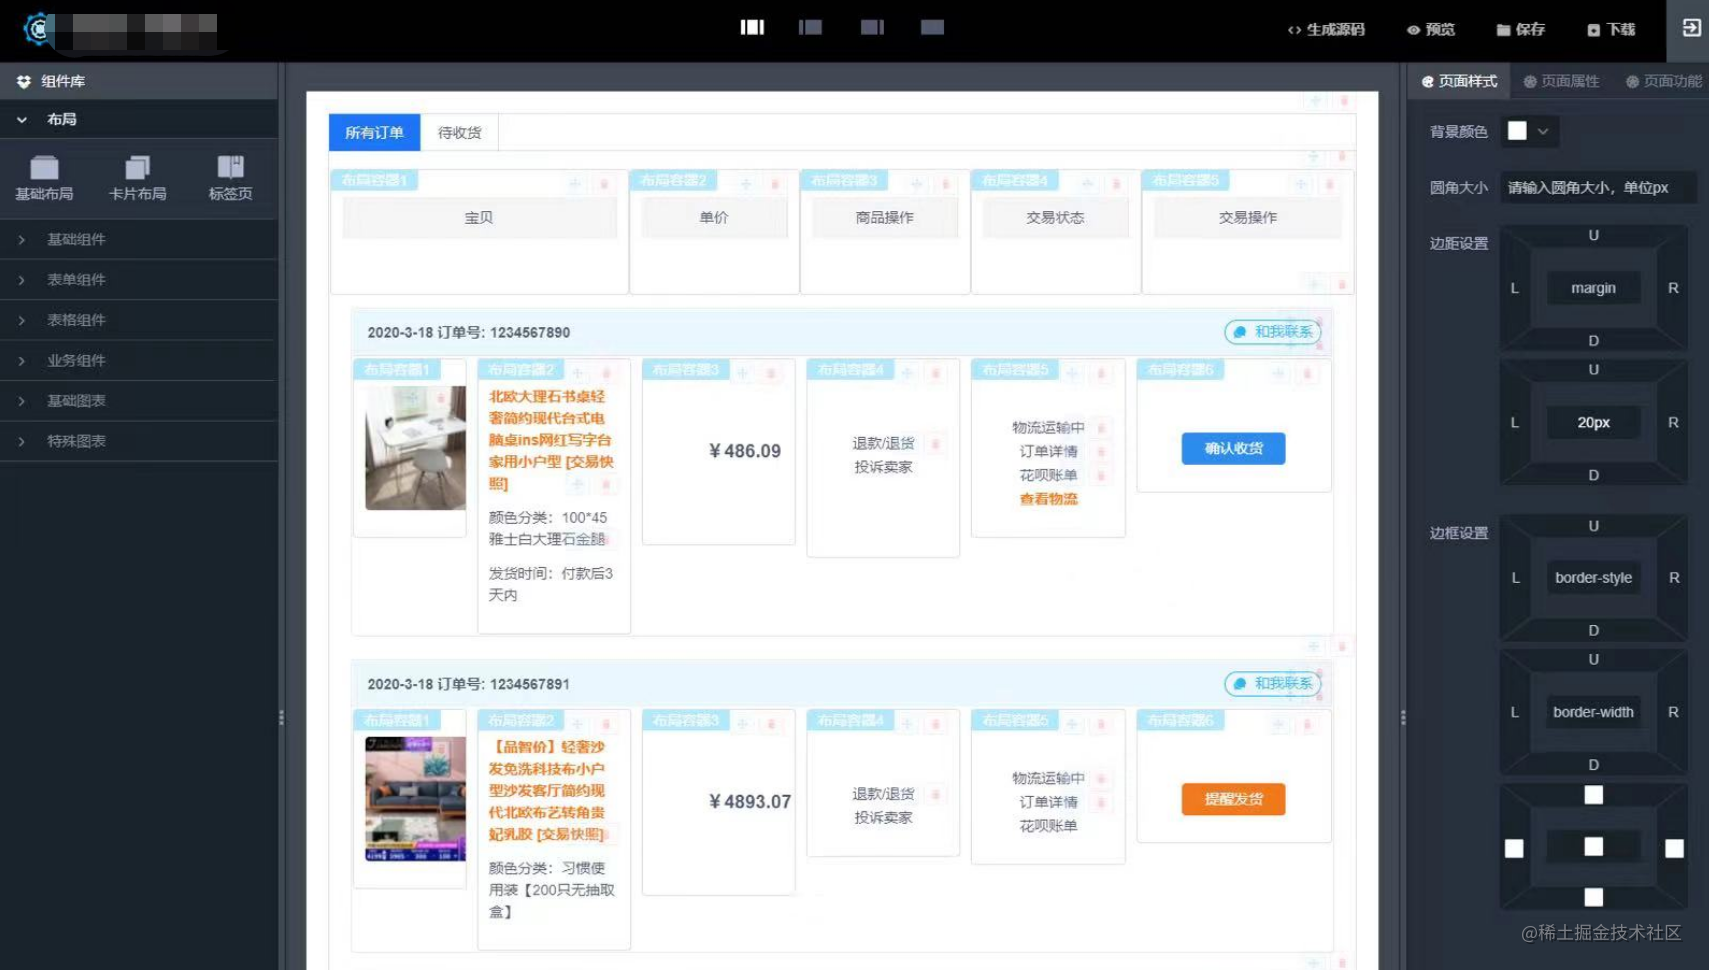 生成源码
预览
保存
下载
组件库
布局
基础布局
卡片布局
标签页
基础组件
表单组件
表格组件
业务组件
基础图表
特殊图表
所有订单
待收货
布局容器1
布局容器2
布局容器3
布局容器4
布局容器5
宝贝
单价
商品操作
交易状态
交易操作
2020-3-18 订单号: 1234567890
和我联系
布局容器1
布局容器2
布局容器3
布局容器4
布局容器5
布局容器6
北欧大理石书桌轻
奢简约现代台式电
脑桌ins网红写字台
家用小户型 [交易快
照]
颜色分类：100*45
雅士白大理石金腿
发货时间：付款后3
天内
￥486.09
退款/退货
投诉卖家
物流运输中
订单详情
花呗账单
查看物流
确认收货
2020-3-18 订单号: 1234567891
和我联系
布局容器1
布局容器2
布局容器3
布局容器4
布局容器5
布局容器6
【品智价】轻奢沙
发免洗科技布小户
型沙发客厅简约现
代北欧布艺转角贵
妃乳胶 [交易快照]
颜色分类：习惯使
用装【200只无抽取
盒】
￥4893.07
退款/退货
投诉卖家
物流运输中
订单详情
花呗账单
提醒发货
页面样式
页面属性
页面功能
背景颜色
圆角大小
请输入圆角大小，单位px
边距设置
U
L
margin
R
D
U
L
20px
R
D
边框设置
U
L
border-style
R
D
U
L
border-width
R
D
@稀土掘金技术社区